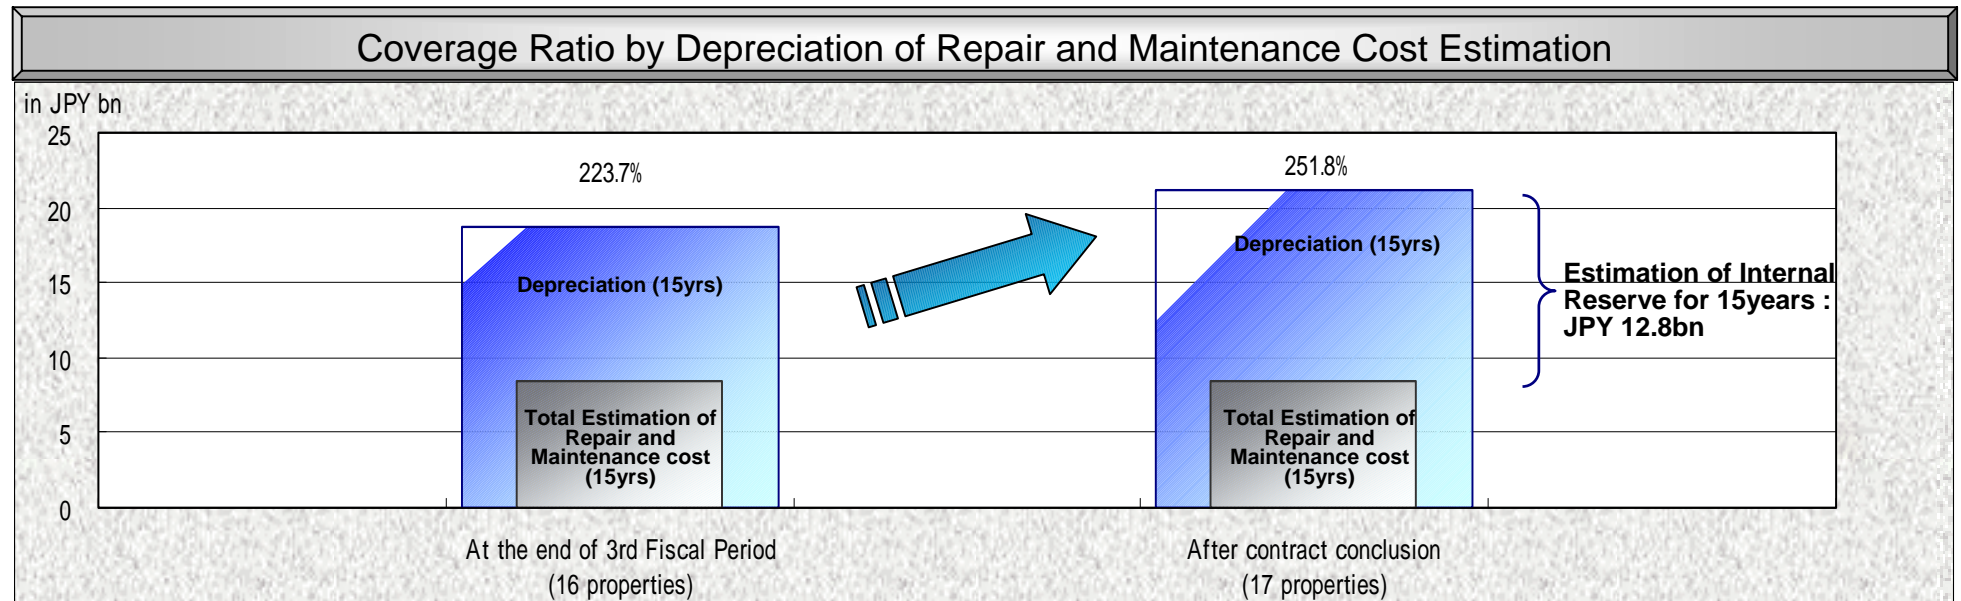 Coverage Ratio by Depreciation of Repair and Maintenance Cost Estimation
in JPY bn
25
20
15
10
5
0
223.7%
Depreciation (15yrs)
Total Estimation of
Repair and
Maintenance cost
(15yrs)
251.8%
Depreciation (15yrs)
Total Estimation of
Repair and
Maintenance cost
(15yrs)
Estimation of Internal
Reserve for 15years :
JPY 12.8bn
At the end of 3rd Fiscal Period
(16 properties)
After contract conclusion
(17 properties)